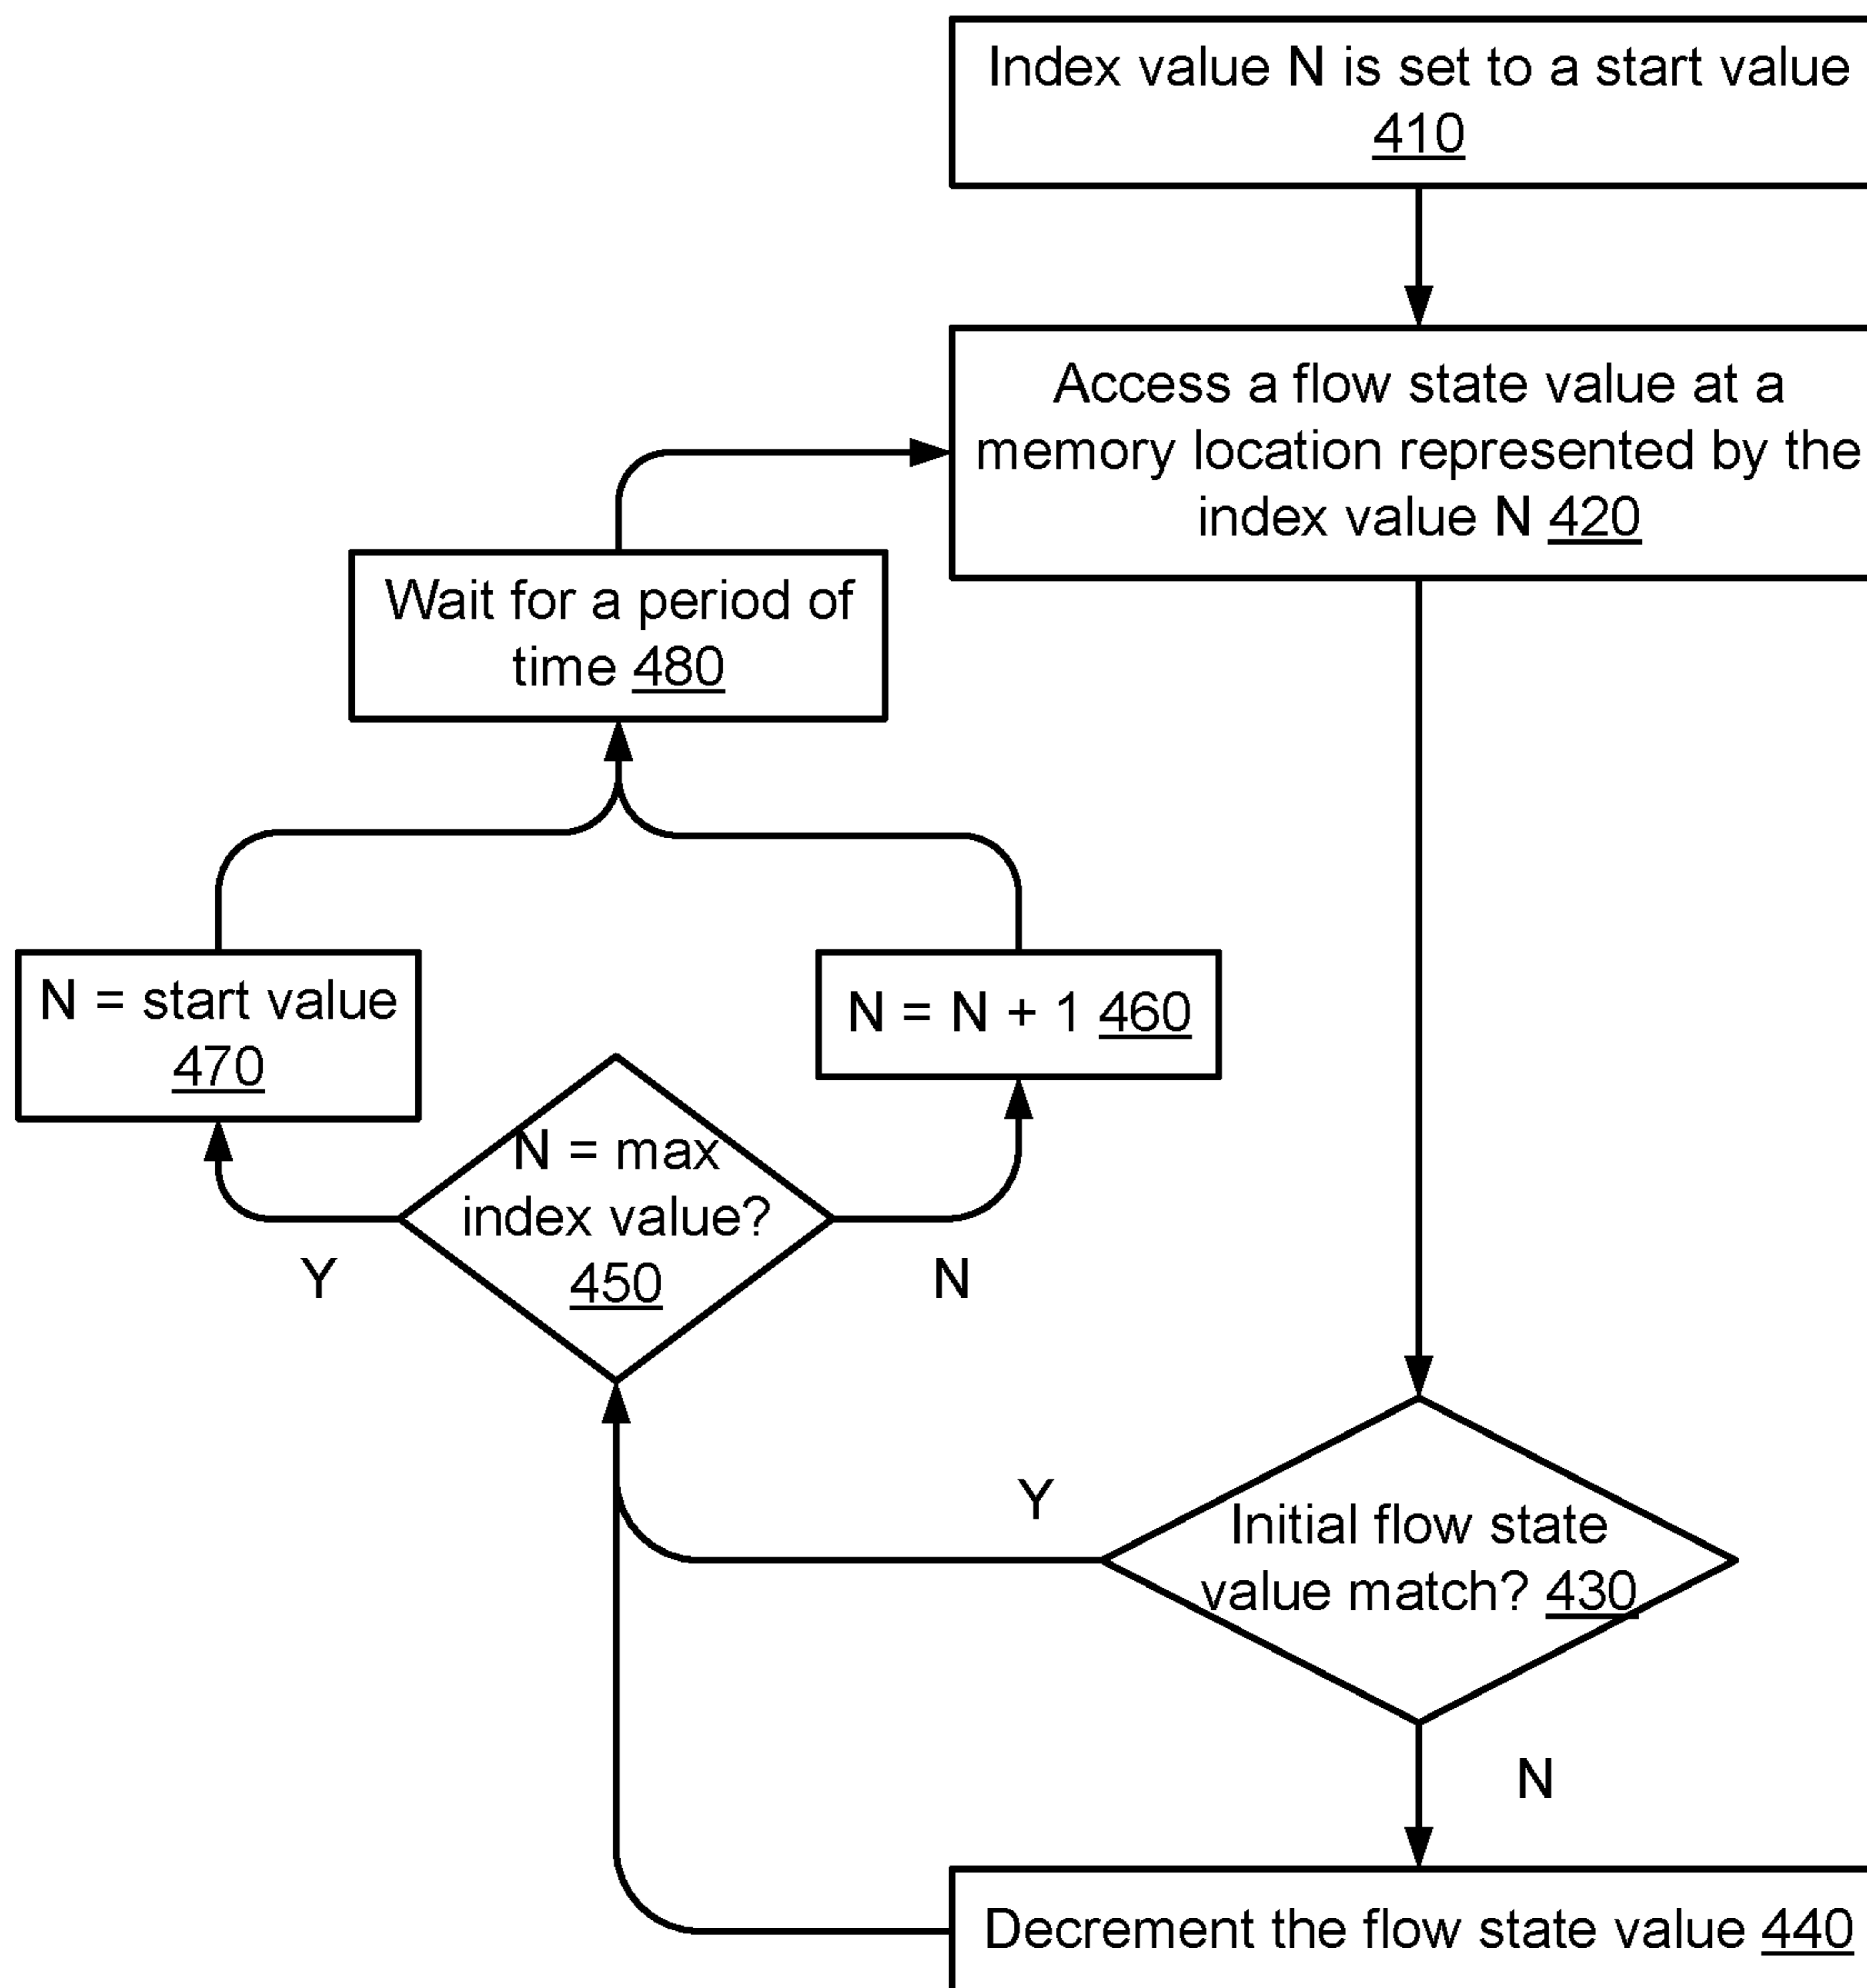 Index value N is set to a start value
410
Access a flow state value at a
memory location represented by the
index value N 420
Wait for a period of
time 480
N = start value
470
N = N + 1 460
N = max
index value?
450
Y
N
Y
Initial flow state
value match? 430
N
Decrement the flow state value 440